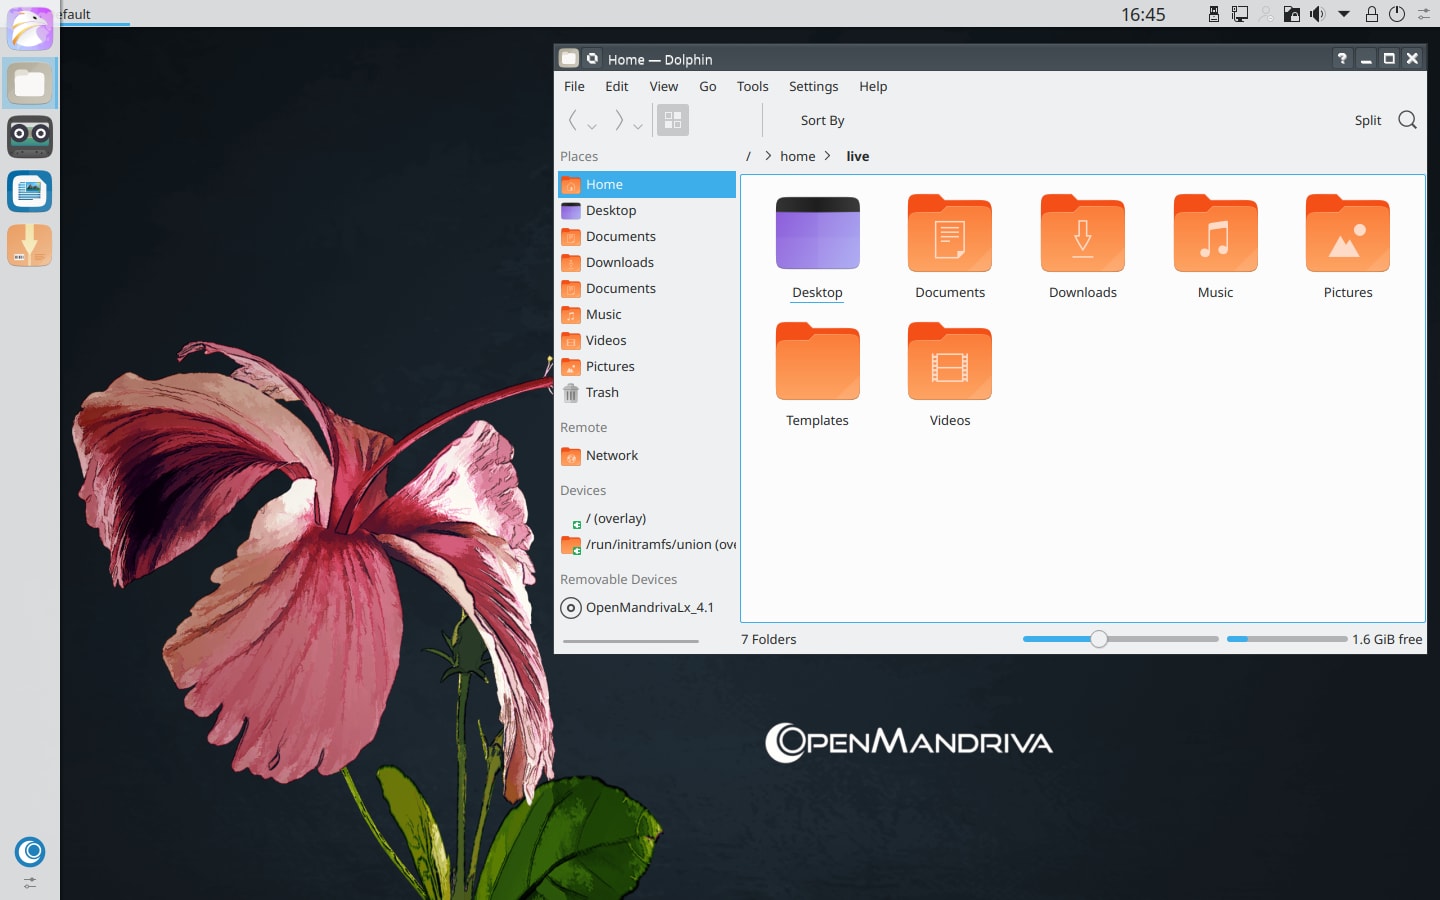 efault
16:45
Home — Dolphin
File Edit View Go Tools Settings Help
Sort By
Split
Places
/ > home > live
Home
Desktop
Documents
Downloads
Documents
Music
Videos
Pictures
Trash
Remote
Network
Devices
/ (overlay)
/run/initramfs/union (ove
Removable Devices
OpenMandrivaLx_4.1
Desktop
Documents
Downloads
Music
Pictures
Templates
Videos
7 Folders
1.6 GiB free
OPENMANDRIVA